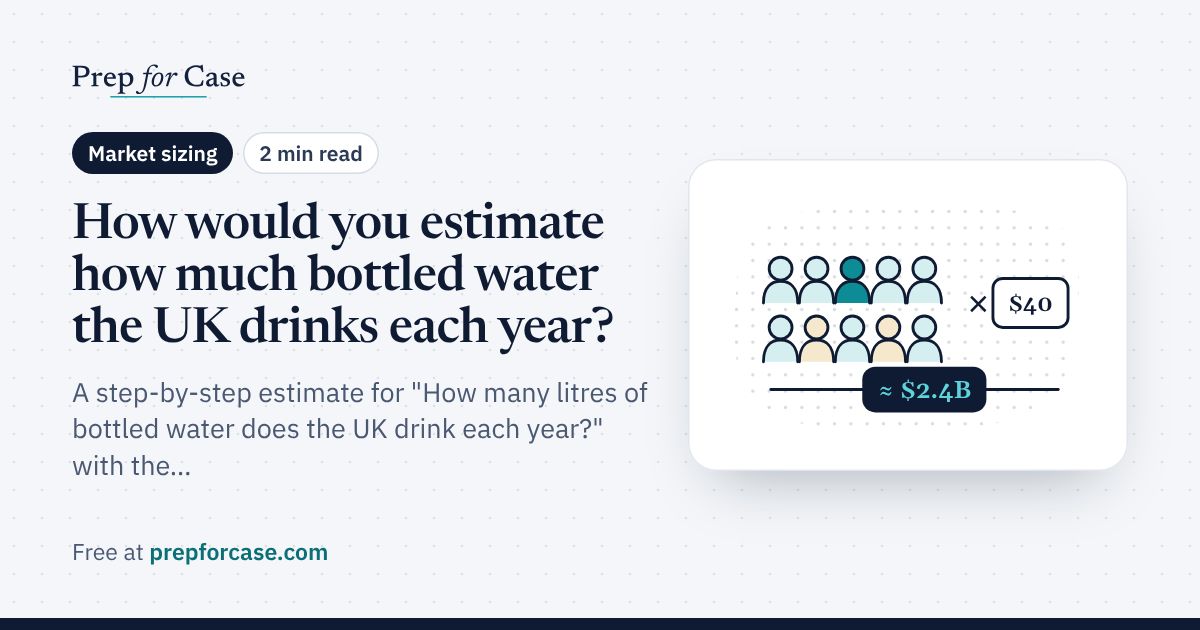 Prep for Case
Market sizing
2 min read
How would you estimate
how much bottled water
the UK drinks each year?
A step-by-step estimate for "How many litres of
bottled water does the UK drink each year?"
with the...
Free at prepforcase.com
× $40
≈ $2.4B